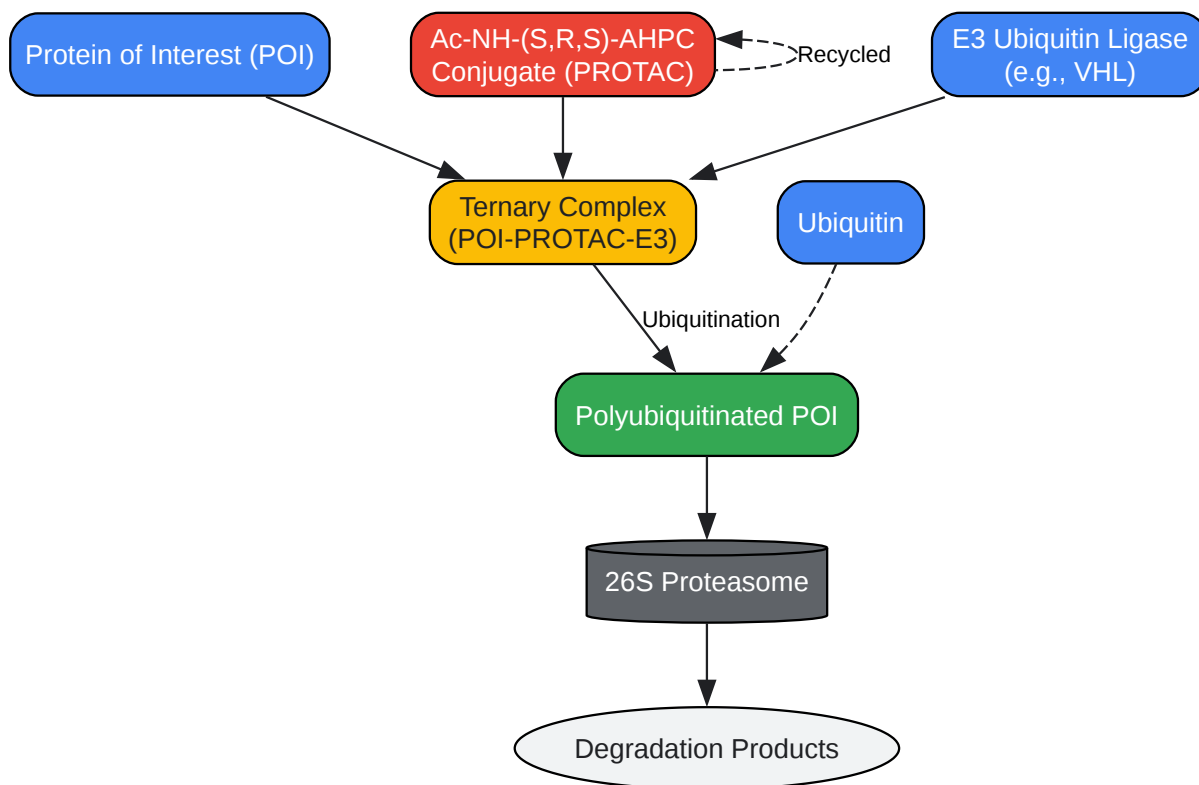 Protein of Interest (POI)
Ac-NH-(S,R,S)-AHPC
Conjugate (PROTAC)
Recycled
E3 Ubiquitin Ligase
(e.g., VHL)
Ternary Complex
(POI-PROTAC-E3)
Ubiquitin
Ubiquitination
Polyubiquitinated POI
26S Proteasome
Degradation Products